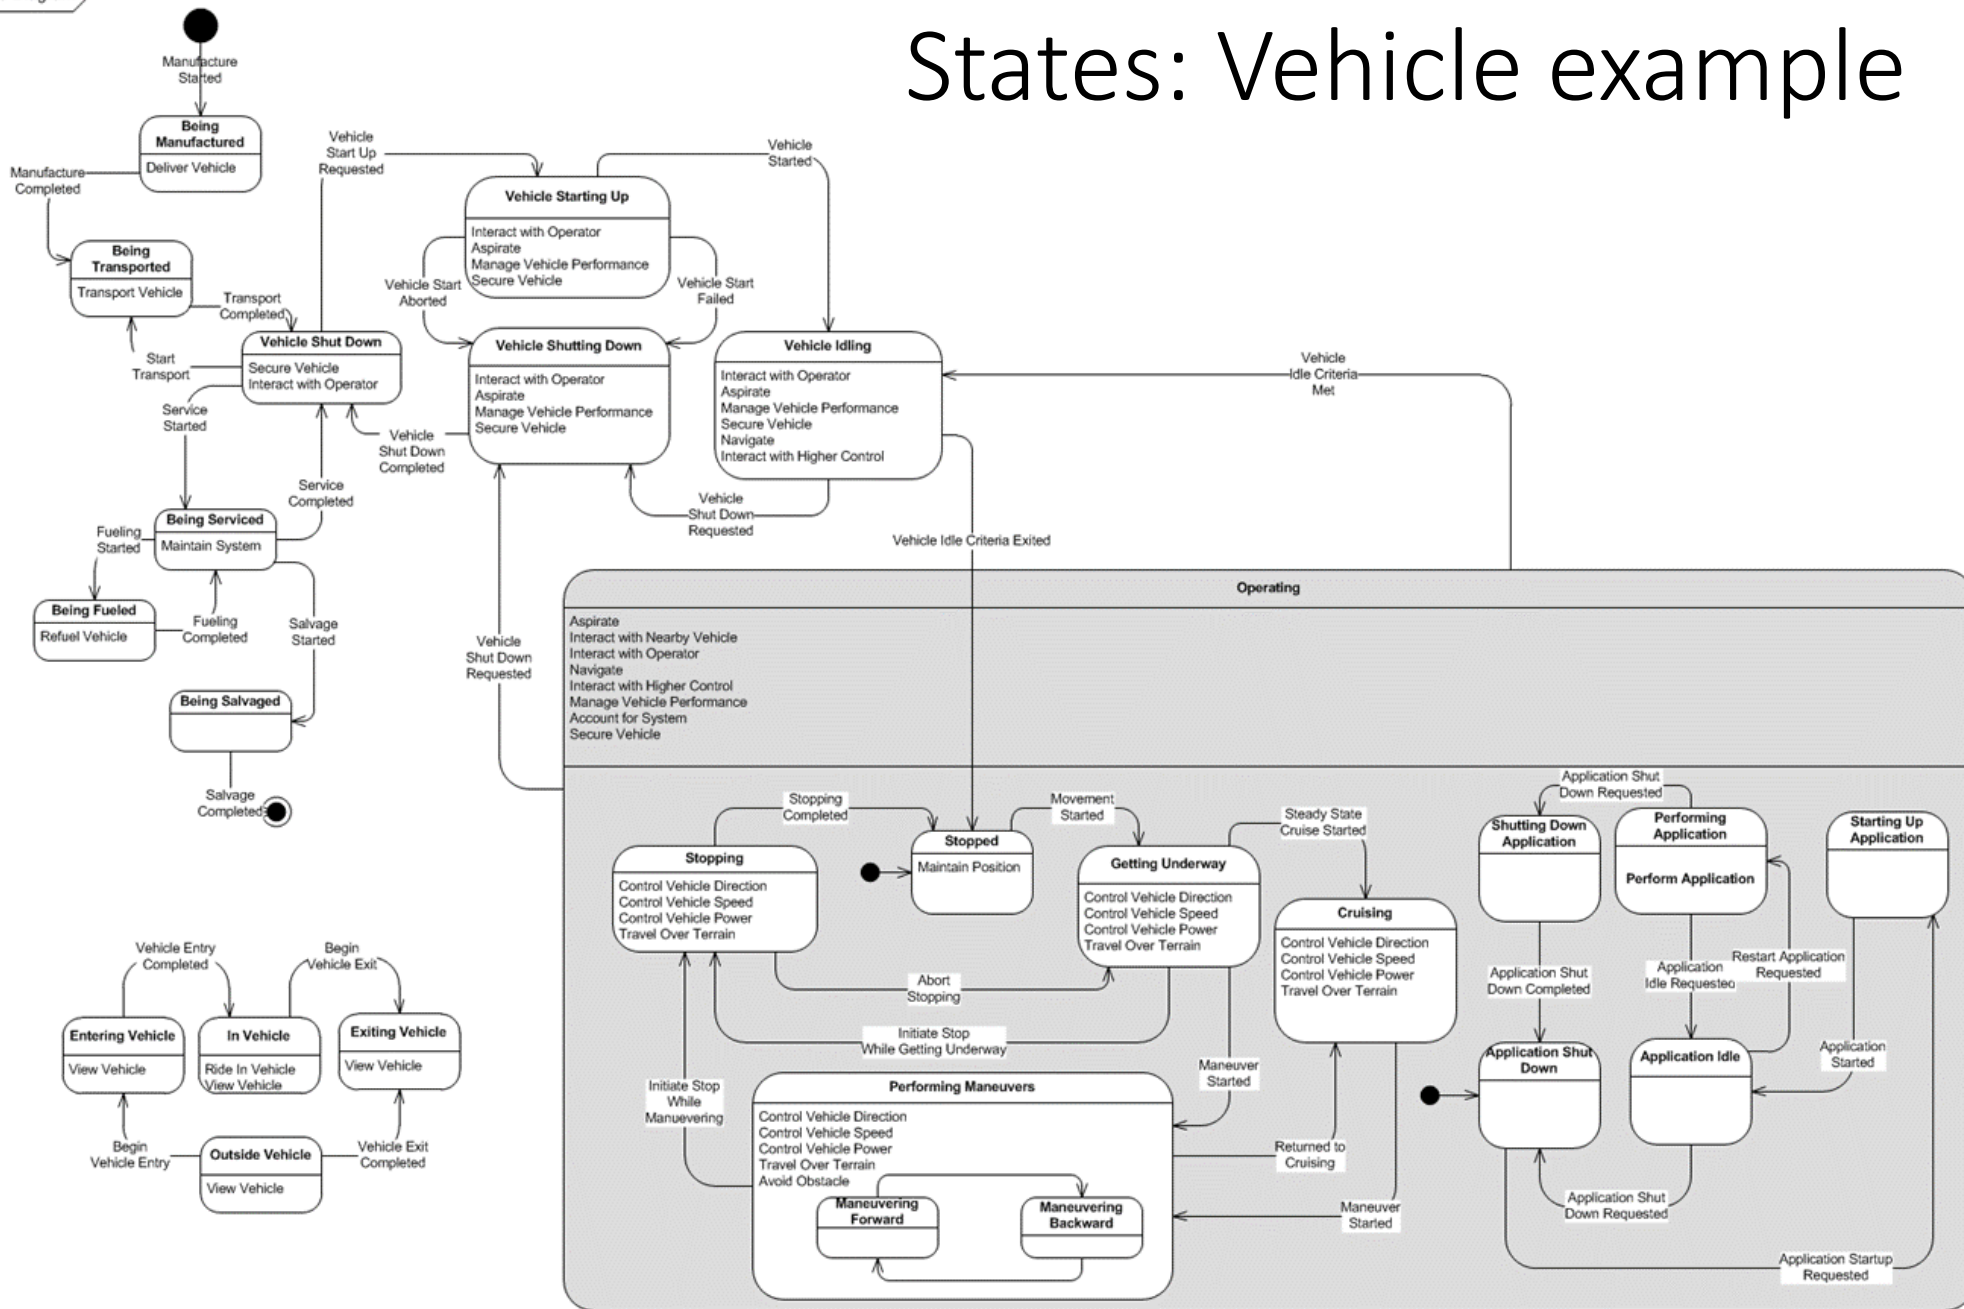 States: Vehicle example
Manufacture
Started
Being
Manufactured
Deliver Vehicle
Manufacture
Completed
Being
Transported
Transport Vehicle
Transport
Completed
Start
Transport
Vehicle Shut Down
Secure Vehicle
Interact with Operator
Service
Started
Service
Completed
Being Serviced
Maintain System
Fueling
Started
Being Fueled
Refuel Vehicle
Fueling
Completed
Salvage
Started
Being Salvaged
Salvage
Completed
Vehicle
Start Up
Requested
Vehicle Starting Up
Interact with Operator
Aspirate
Manage Vehicle Performance
Secure Vehicle
Vehicle
Started
Vehicle Start
Aborted
Vehicle Start
Failed
Vehicle Shutting Down
Interact with Operator
Aspirate
Manage Vehicle Performance
Secure Vehicle
Vehicle
Shut Down
Completed
Vehicle Idling
Interact with Operator
Aspirate
Manage Vehicle Performance
Secure Vehicle
Navigate
Interact with Higher Control
Vehicle
Shut Down
Requested
Vehicle
Idle Criteria
Met
Vehicle Idle Criteria Exited
Vehicle
Shut Down
Requested
Operating
Aspirate
Interact with Nearby Vehicle
Interact with Operator
Navigate
Interact with Higher Control
Manage Vehicle Performance
Account for System
Secure Vehicle
Stopping
Completed
Stopping
Control Vehicle Direction
Control Vehicle Speed
Control Vehicle Power
Travel Over Terrain
Stopped
Maintain Position
Movement
Started
Getting Underway
Control Vehicle Direction
Control Vehicle Speed
Control Vehicle Power
Travel Over Terrain
Steady State
Cruise Started
Cruising
Control Vehicle Direction
Control Vehicle Speed
Control Vehicle Power
Travel Over Terrain
Abort
Stopping
Initiate Stop
While Getting Underway
Initiate Stop
While
Manuevering
Maneuver
Started
Performing Maneuvers
Control Vehicle Direction
Control Vehicle Speed
Control Vehicle Power
Travel Over Terrain
Avoid Obstacle
Maneuvering
Forward
Maneuvering
Backward
Returned to
Cruising
Maneuver
Started
Application Shut
Down Requested
Shutting Down
Application
Performing
Application
Perform Application
Starting Up
Application
Application Shut
Down Completed
Application
Idle Requested
Restart Application
Requested
Application Shut
Down
Application Idle
Application
Started
Application Shut
Down Requested
Application Startup
Requested
Vehicle Entry
Completed
Begin
Vehicle Exit
Entering Vehicle
View Vehicle
In Vehicle
Ride In Vehicle
View Vehicle
Exiting Vehicle
View Vehicle
Begin
Vehicle Entry
Outside Vehicle
View Vehicle
Vehicle Exit
Completed